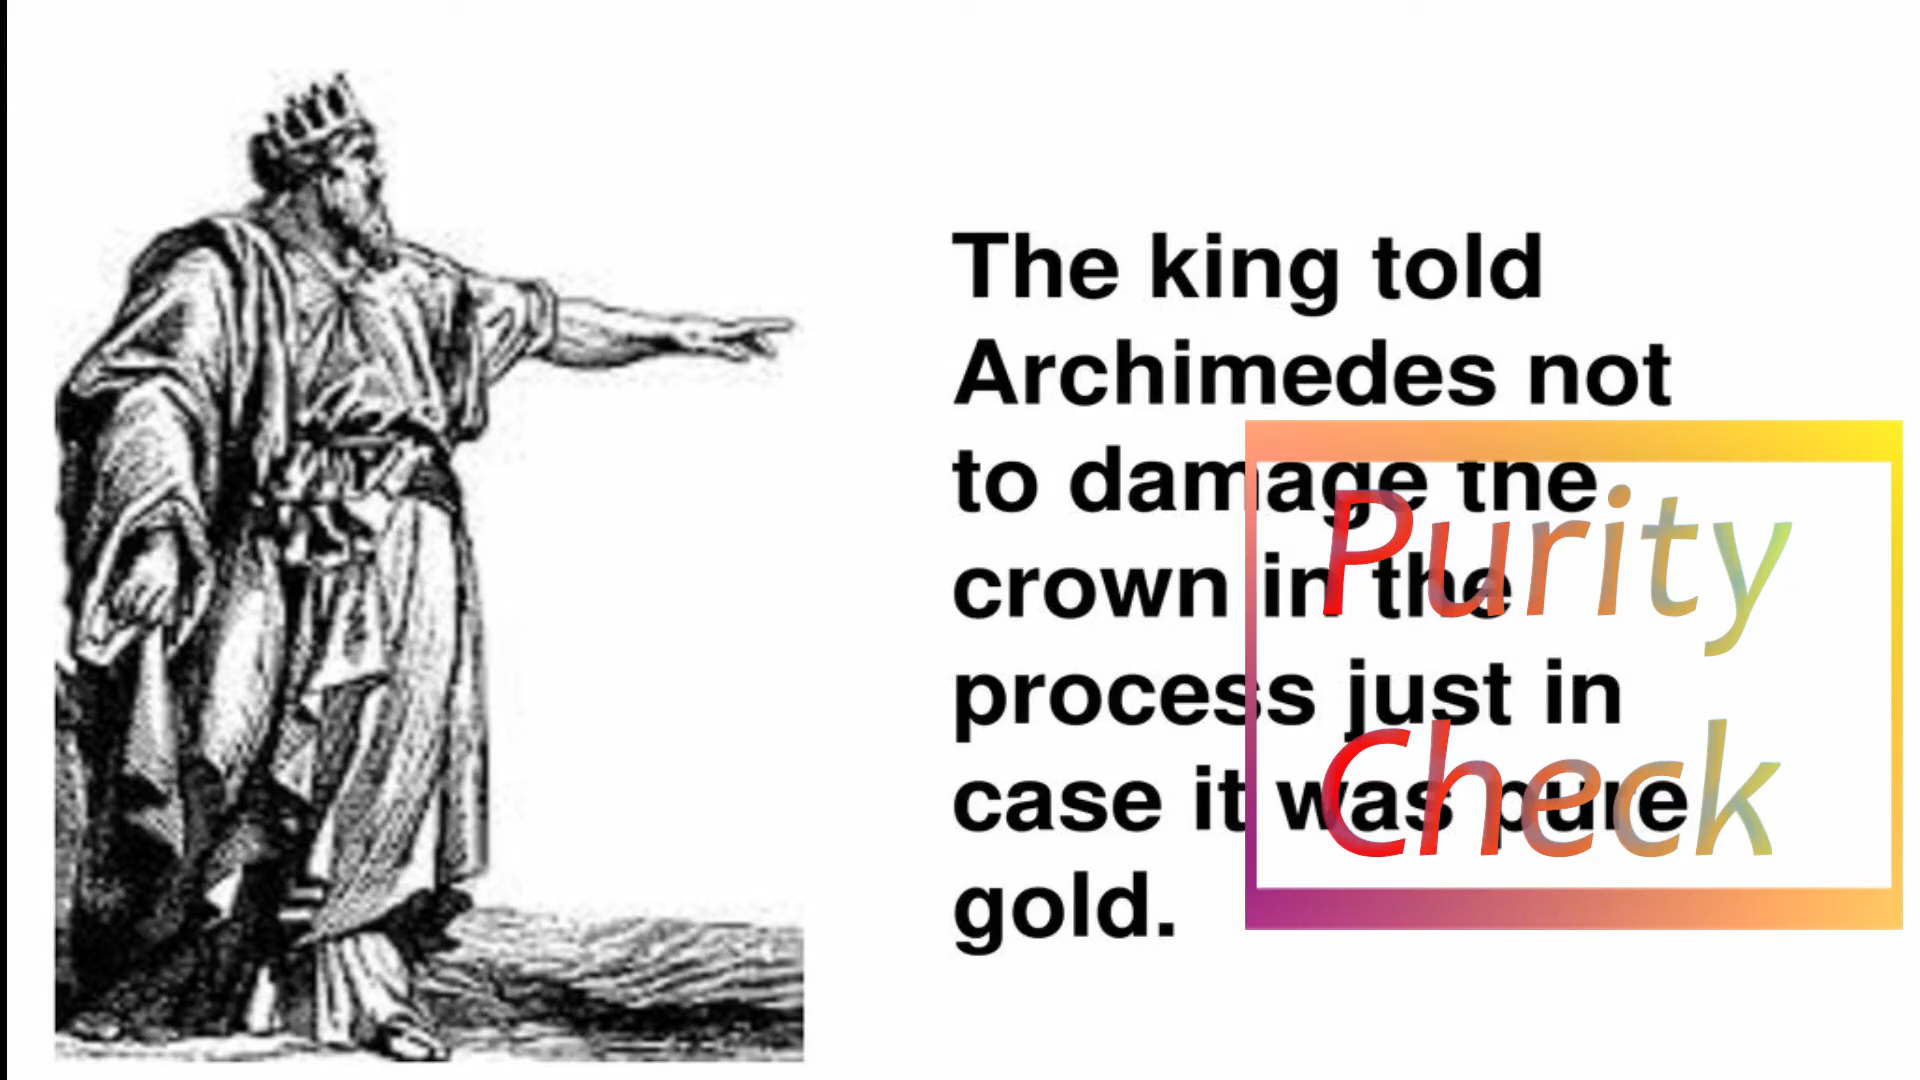 The king told
Archimedes not
to damage the
crown in the
process just in
case it was pure
gold.
Purity
Check